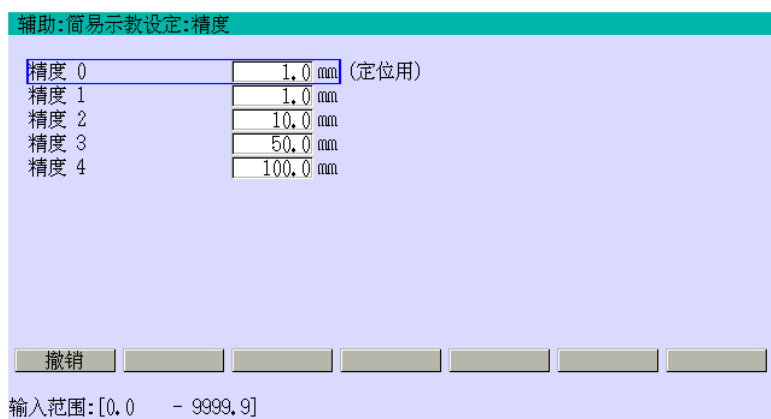 辅助:简易示教设定:精度
精度 0 1.0 mm (定位用)
精度 1 1.0 mm
精度 2 10.0 mm
精度 3 50.0 mm
精度 4 100.0 mm
撤销
输入范围:[0.0 - 9999.9]